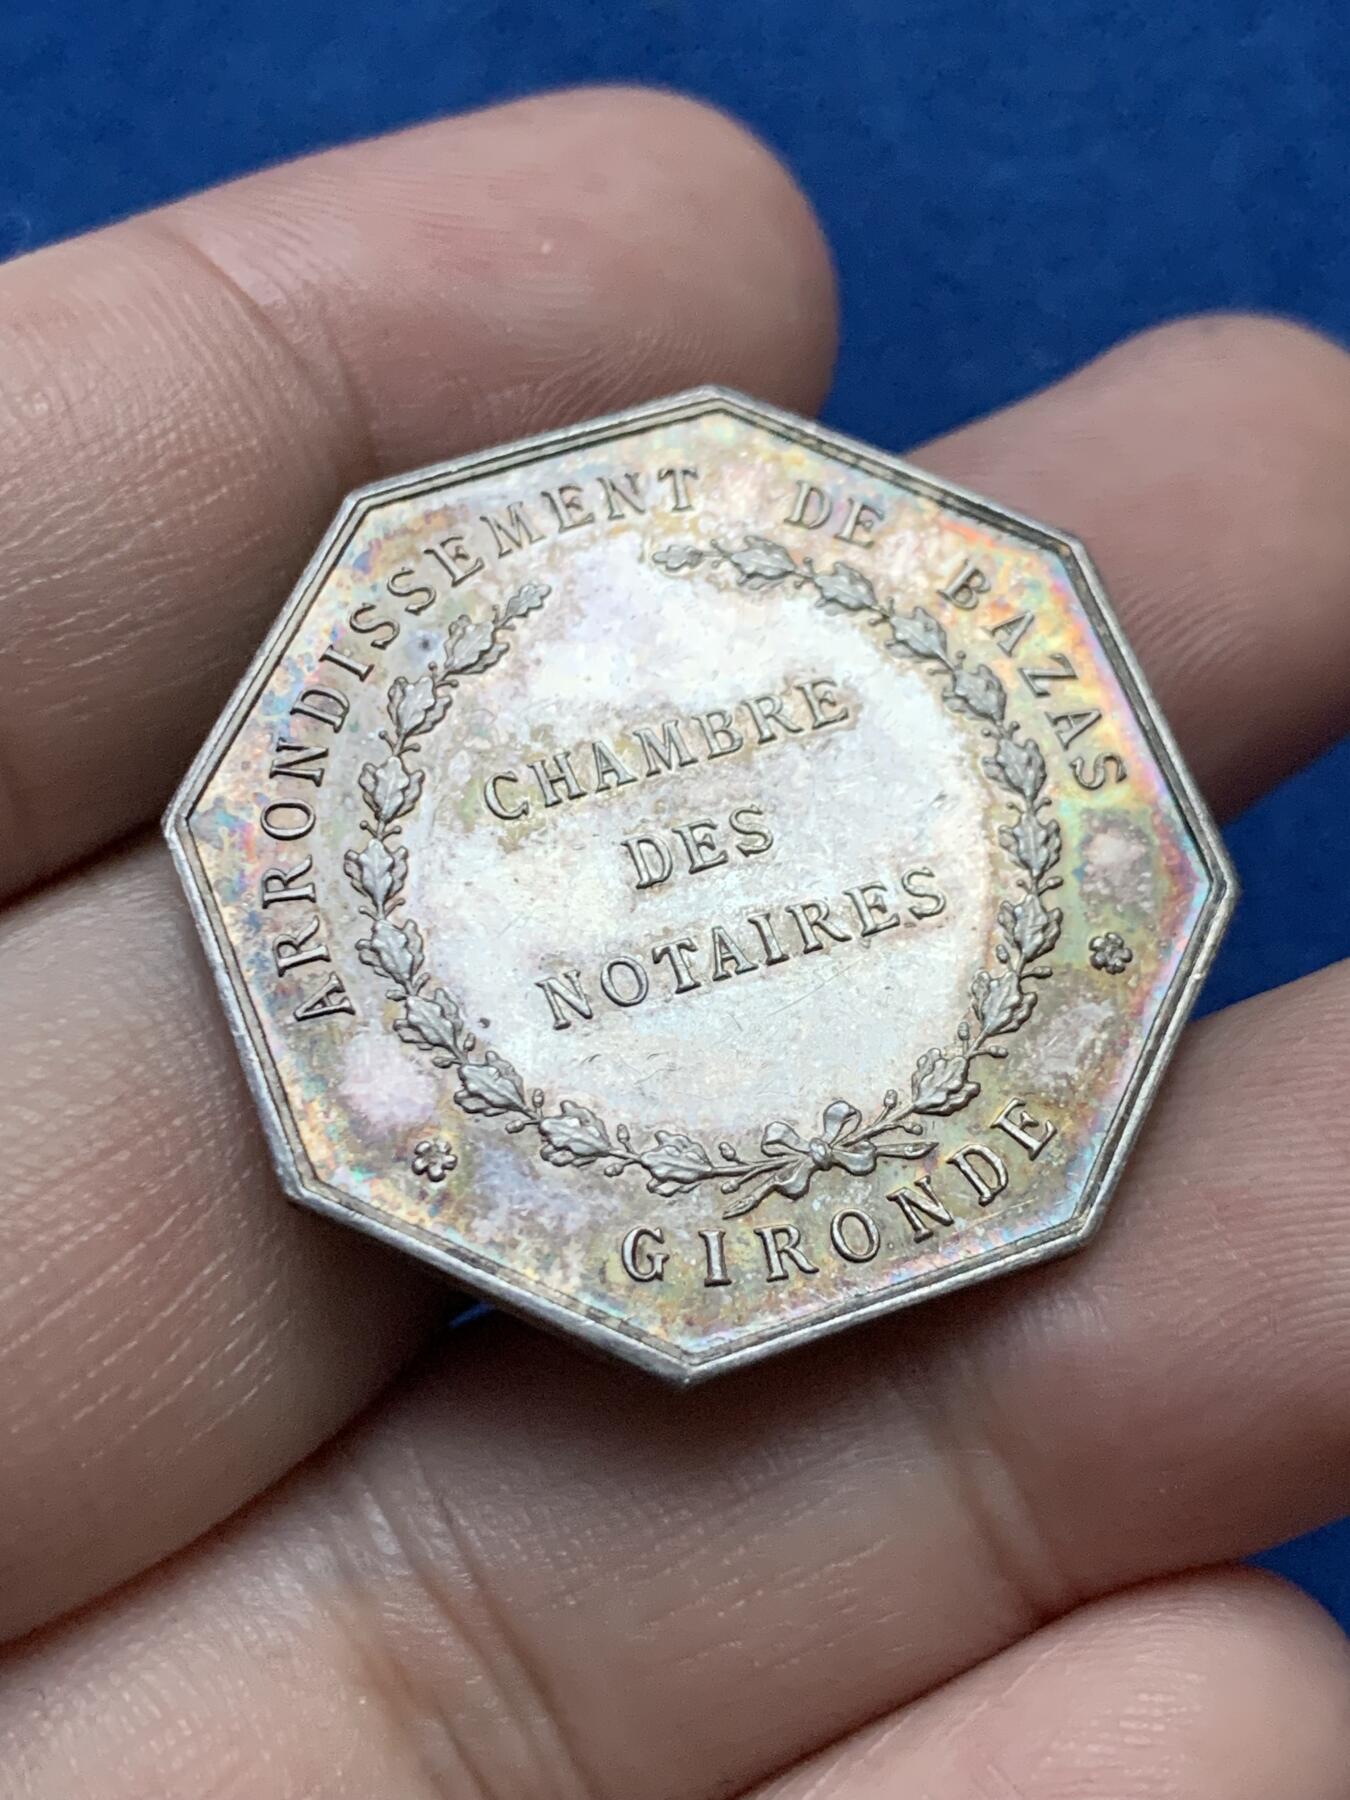 ARRONDISSEMENT DE BAZAS
CHAMBRE
DES
NOTAIRES
GIRONDE